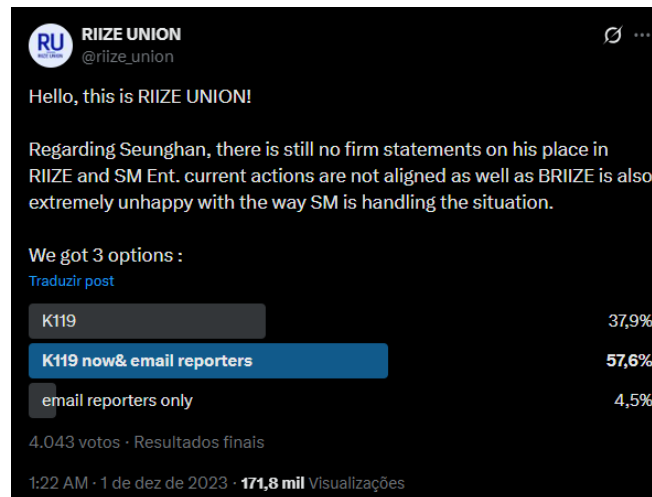 RU
RIIZE UNION
RIIZE UNION
@riize_union
Hello, this is RIIZE UNION!
Regarding Seunghan, there is still no firm statements on his place in
RIIZE and SM Ent. current actions are not aligned as well as BRIIZE is also
extremely unhappy with the way SM is handling the situation.
We got 3 options :
Traduzir post
K119 37,9%
K119 now& email reporters 57,6%
email reporters only 4,5%
4.043 votos · Resultados finais
1:22 AM · 1 de dez de 2023 · 171,8 mil Visualizações